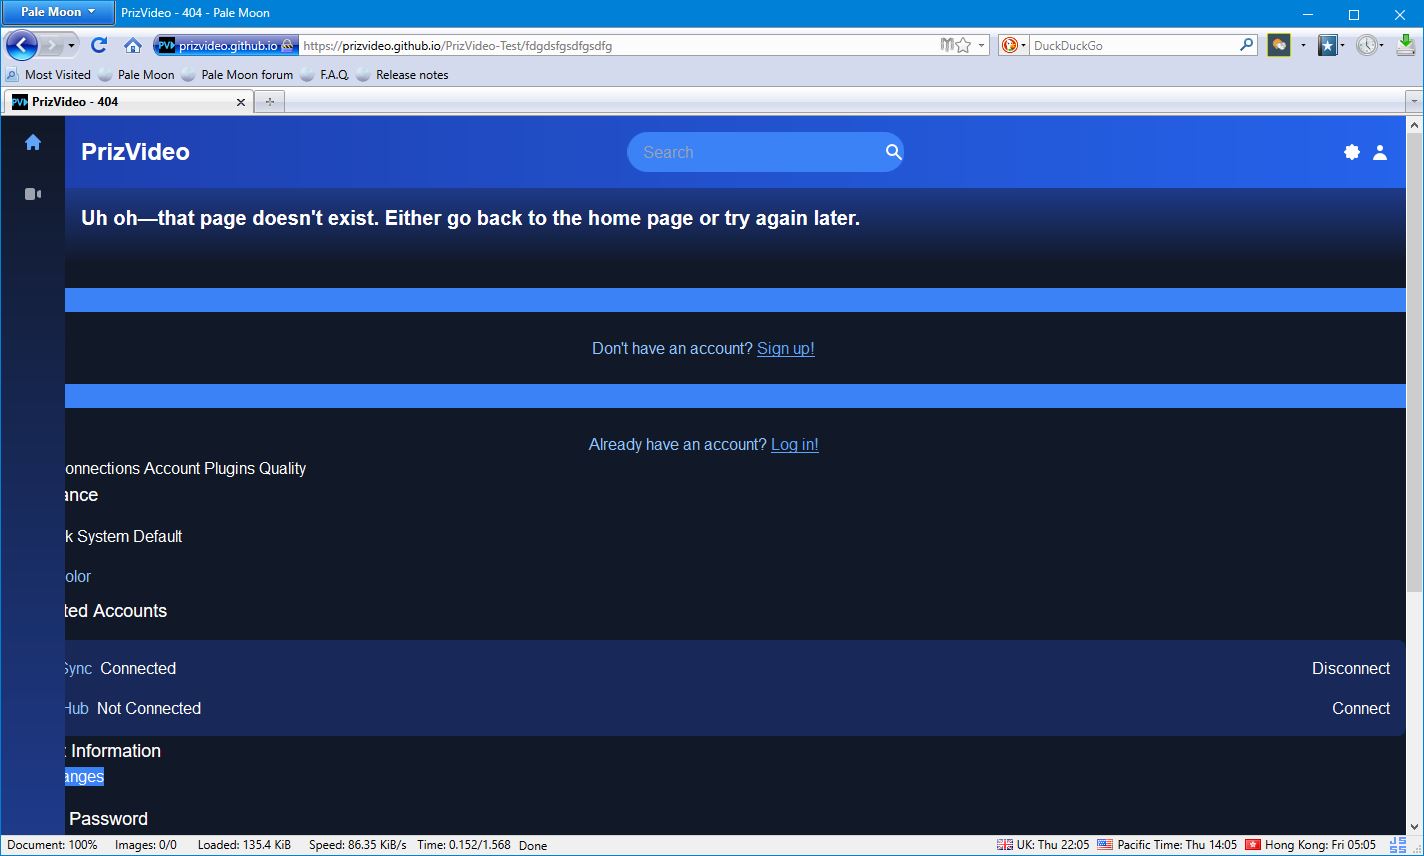 Pale Moon
PrizVideo - 404 - Pale Moon
PV
prizvideo.github.io
https://prizvideo.github.io/PrizVideo-Test/fdgdsfgsdfgsdfg
DuckDuckGo
Most Visited
Pale Moon
Pale Moon forum
F.A.Q.
Release notes
PV
PrizVideo - 404
PrizVideo
Search
Uh oh—that page doesn't exist. Either go back to the home page or try again later.
Don't have an account? Sign up!
Already have an account? Log in!
onnections Account Plugins Quality
ance
k System Default
olor
ted Accounts
Sync Connected
Disconnect
Hub Not Connected
Connect
t Information
anges
Password
Document: 100%
Images: 0/0
Loaded: 135.4 KiB
Speed: 86.35 KiB/s
Time: 0.152/1.568
Done
UK: Thu 22:05
Pacific Time: Thu 14:05
Hong Kong: Fri 05:05
JS
SS